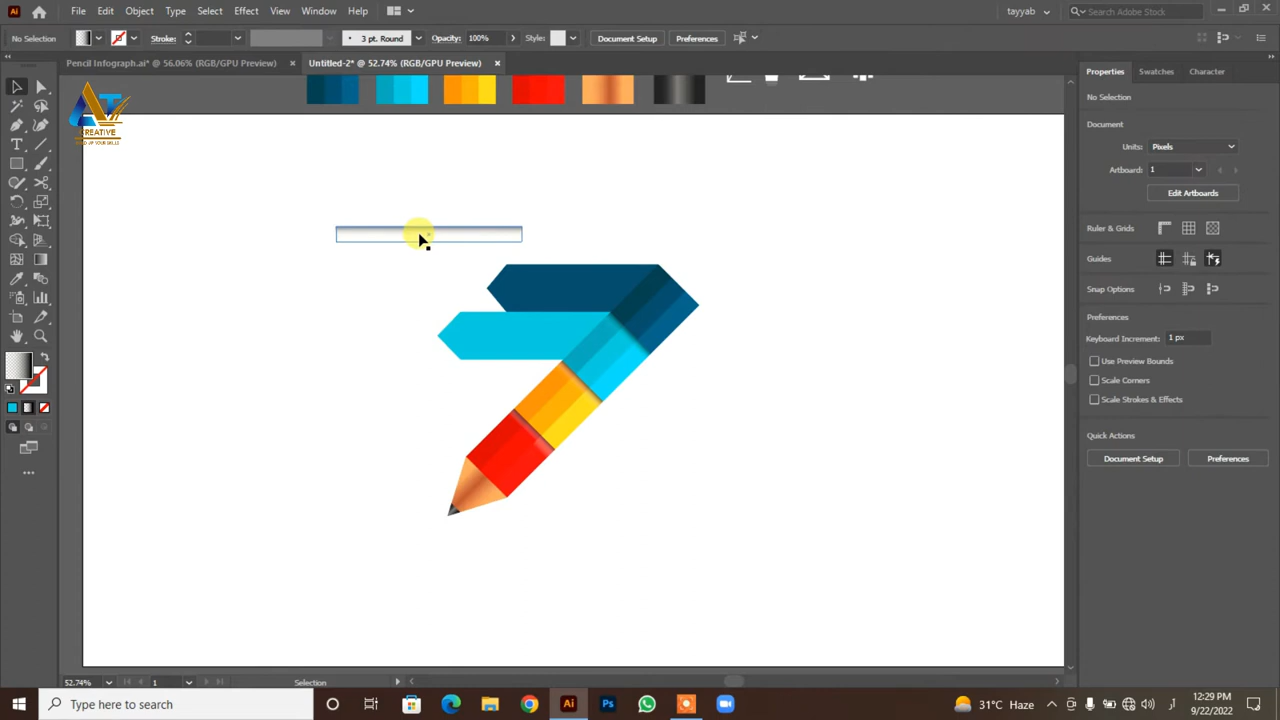 Ai File Edit Object Type Select Effect View Window Help tayyab Search Adobe Stock
No Selection Stroke: 3 pt. Round Opacity: 100% Style: Document Setup Preferences
Pencil Infograph.ai* @ 56.06% (RGB/GPU Preview) × Untitled-2* @ 52.74% (RGB/GPU Preview) ×
Properties Swatches Character
No Selection
CREATIVE
Document
Units: Pixels
Artboard: 1
Edit Artboards
Ruler & Grids
Guides
Snap Options
Preferences
Keyboard Increment: 1 px
Use Preview Bounds
Scale Corners
Scale Strokes & Effects
Quick Actions
Document Setup Preferences
52.74% 1 Selection
Type here to search Ai Ps 31°C Haze 12:29 PM
9/22/2022